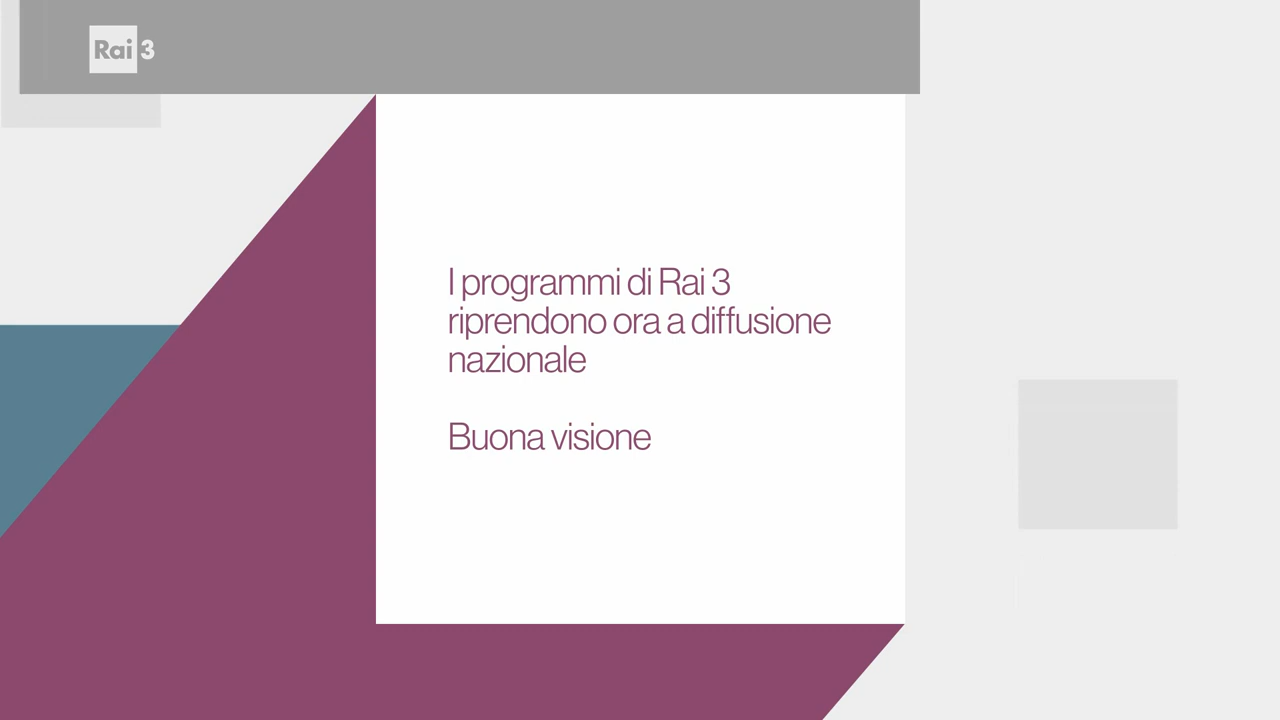 Rai 3
I programmi di Rai 3
riprendono ora a diffusione
nazionale
Buona visione